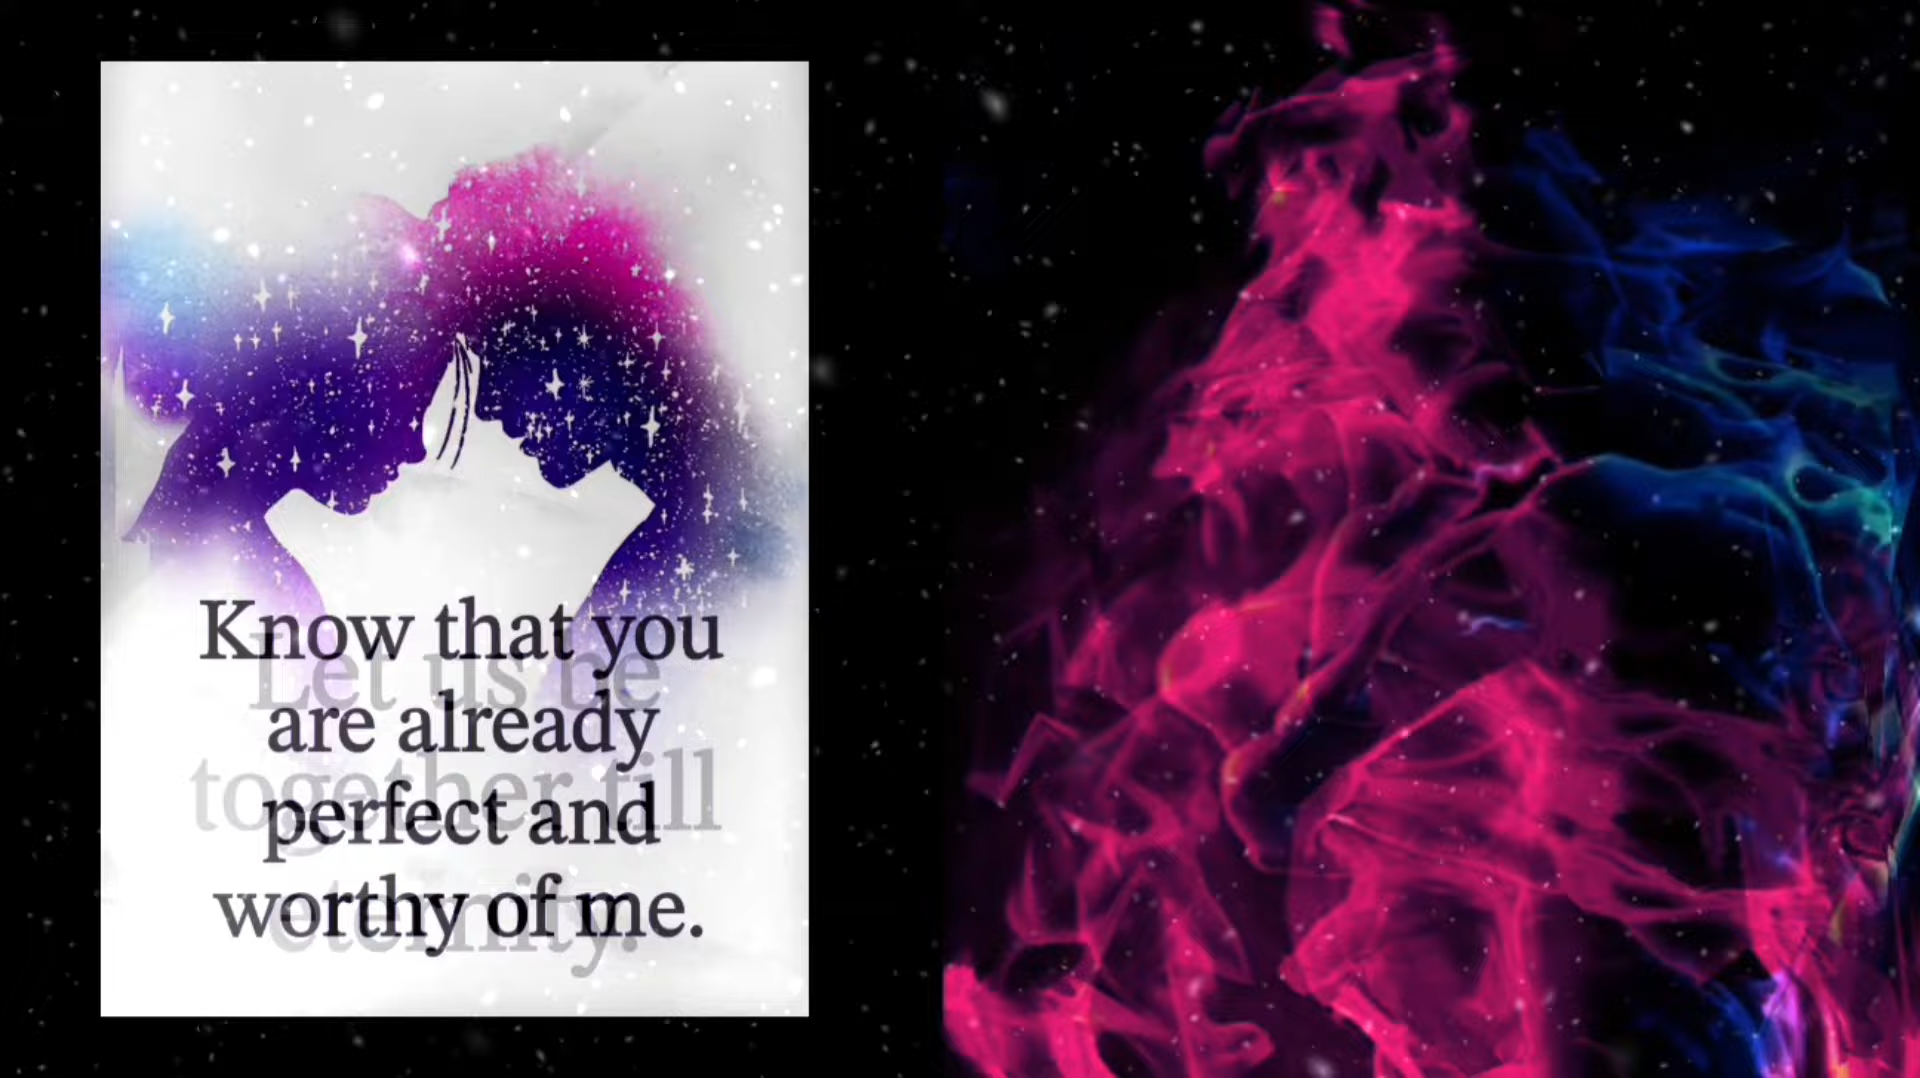 Know that you
are already
perfect and
worthy of me.
Let us be
together till
eternity.